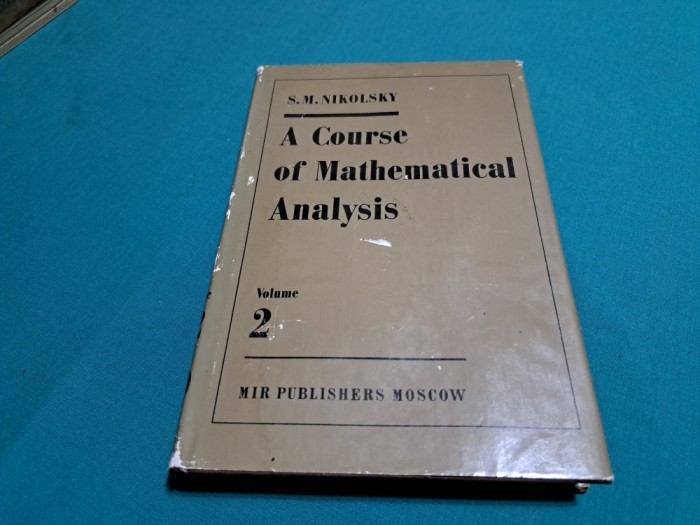 S.M. NIKOLSKY
A Course
of Mathematical
Analysis
Volume
2
MIR PUBLISHERS MOSCOW